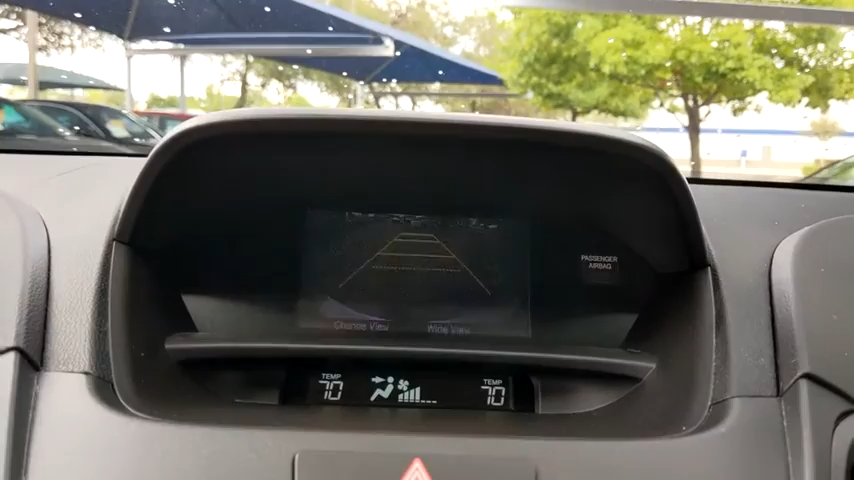 PASSENGER
AIRBAG
Change View
Wide View
TEMP
70
TEMP
70